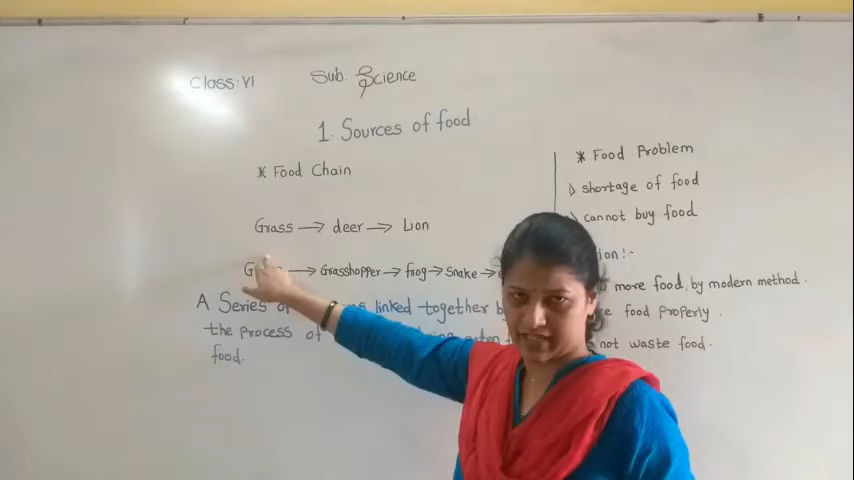 Class-VI Sub. Science
1. Sources of food
* Food Chain
Grass → deer → Lion
→ Grasshopper → frog → Snake →
A Series of linked together
the process of eaten
food.
* Food Problem
shortage of food
cannot buy food
:-
more food, by modern method.
food properly.
not waste food.